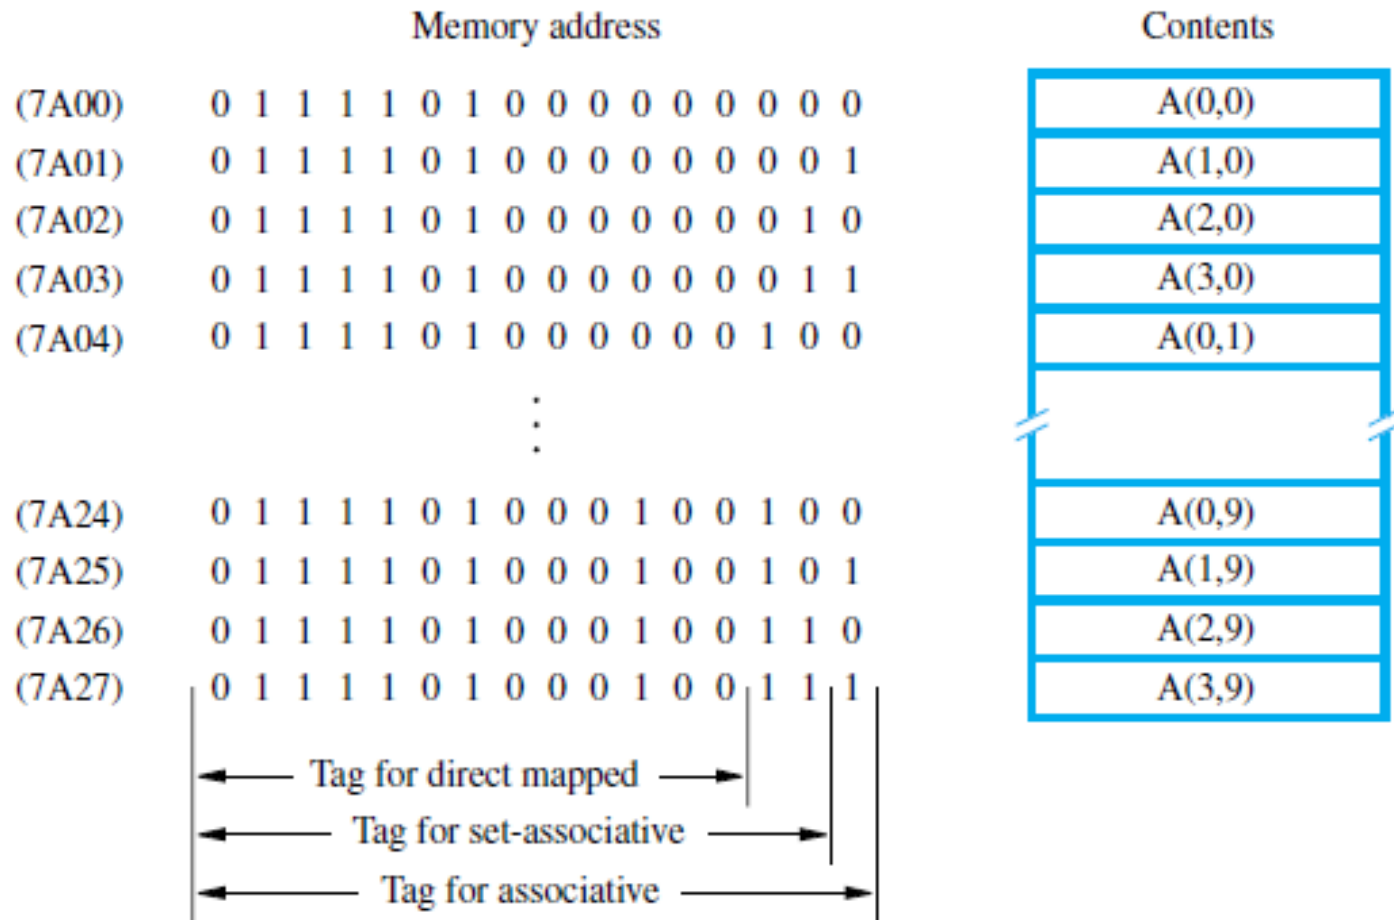 Memory address Contents
(7A00) 0 1 1 1 1 0 1 0 0 0 0 0 0 0 0 0 A(0,0)
(7A01) 0 1 1 1 1 0 1 0 0 0 0 0 0 0 0 1 A(1,0)
(7A02) 0 1 1 1 1 0 1 0 0 0 0 0 0 0 1 0 A(2,0)
(7A03) 0 1 1 1 1 0 1 0 0 0 0 0 0 0 1 1 A(3,0)
(7A04) 0 1 1 1 1 0 1 0 0 0 0 0 0 1 0 0 A(0,1)
(7A24) 0 1 1 1 1 0 1 0 0 0 1 0 0 1 0 0 A(0,9)
(7A25) 0 1 1 1 1 0 1 0 0 0 1 0 0 1 0 1 A(1,9)
(7A26) 0 1 1 1 1 0 1 0 0 0 1 0 0 1 1 0 A(2,9)
(7A27) 0 1 1 1 1 0 1 0 0 0 1 0 0 1 1 1 A(3,9)
Tag for direct mapped
Tag for set-associative
Tag for associative